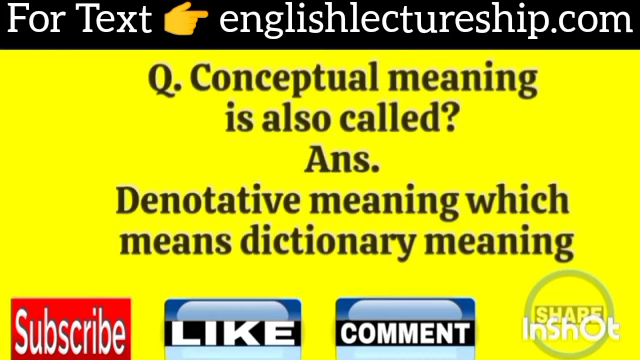 For Text 👉 englishlectureship.com
Q. Conceptual meaning
is also called?
Ans.
Denotative meaning which
means dictionary meaning
Subscribe
LIKE
COMMENT
SHARE
InShOt